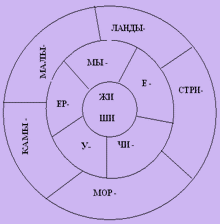 ЛАНДЫ-
МАЛЫ-
МЫ -
Е -
СТРИ-
ЕР-
ЖИ
ШИ
У-
ЧИ -
КАМЫ -
МОР -